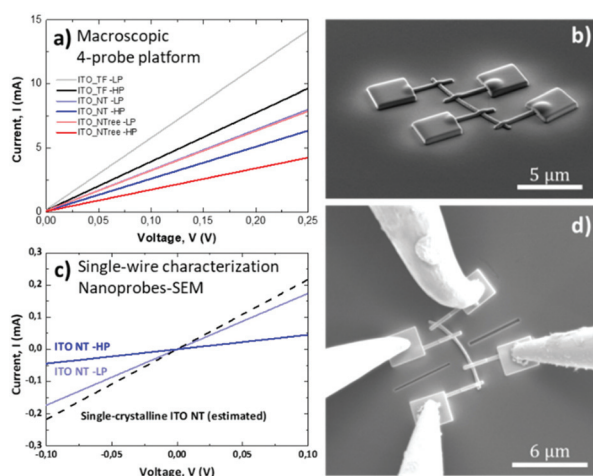 a) Macroscopic
4-probe platform
ITO_TF -LP
ITO_TF -HP
ITO_NT -LP
ITO_NT -HP
ITO_NTree -LP
ITO_NTree -HP
Current, I (mA)
15
10
5
0
0,00 0,05 0,10 0,15 0,20 0,25
Voltage, V (V)
b)
5 μm
c) Single-wire characterization
Nanoprobes-SEM
ITO NT -HP
ITO NT -LP
Single-crystalline ITO NT (estimated)
Current, I (mA)
0,3
0,2
0,1
0,0
-0,1
-0,2
-0,3
-0,10 -0,05 0,00 0,05 0,10
Voltage, V (V)
d)
6 μm